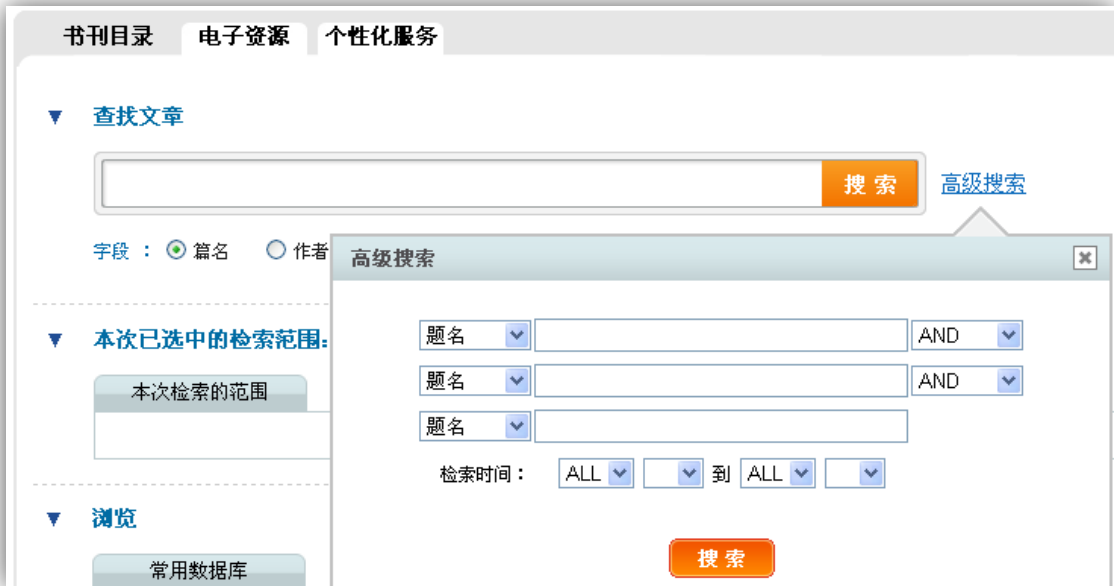 书刊目录 电子资源 个性化服务
查找文章
搜索 高级搜索
字段 : 篇名 作者
高级搜索
题名 AND
本次已选中的检索范围:
题名 AND
本次检索的范围
题名
检索时间: ALL 到 ALL
浏览
搜索
常用数据库